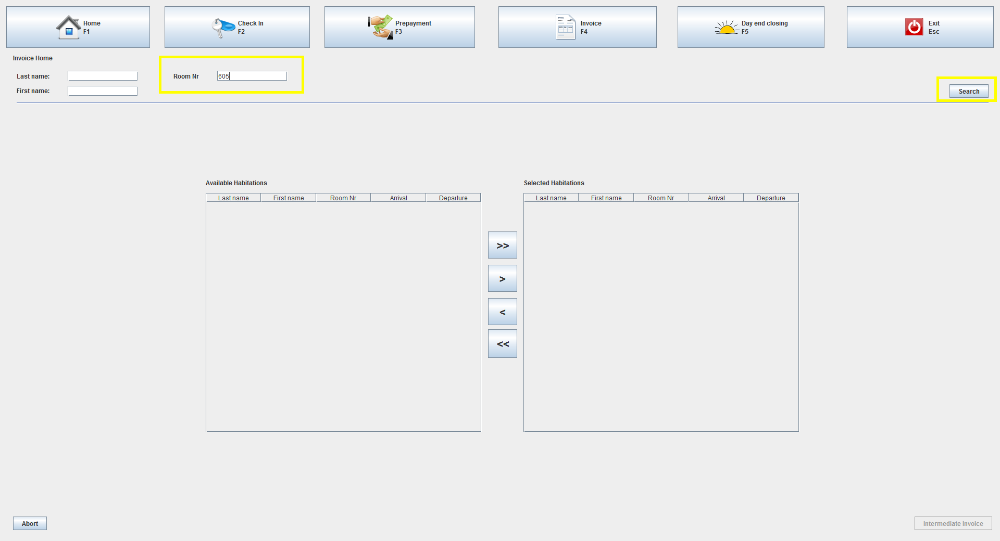 Home
F1
Check In
F2
Prepayment
F3
Invoice
F4
Day end closing
F5
Exit
Esc
Invoice Home
Last name:
Room Nr 605
First name:
Search
Available Habitations
Selected Habitations
Last name First name Room Nr Arrival Departure
Last name First name Room Nr Arrival Departure
>>
>
<
<<
Abort
Intermediate Invoice